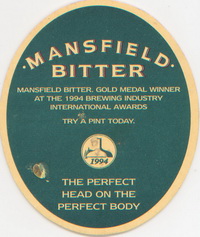 ·MANSFIELD·
BITTER
MANSFIELD BITTER. GOLD MEDAL WINNER
AT THE 1994 BREWING INDUSTRY
INTERNATIONAL AWARDS
TRY A PINT TODAY.
1994
THE PERFECT
HEAD ON THE
PERFECT BODY